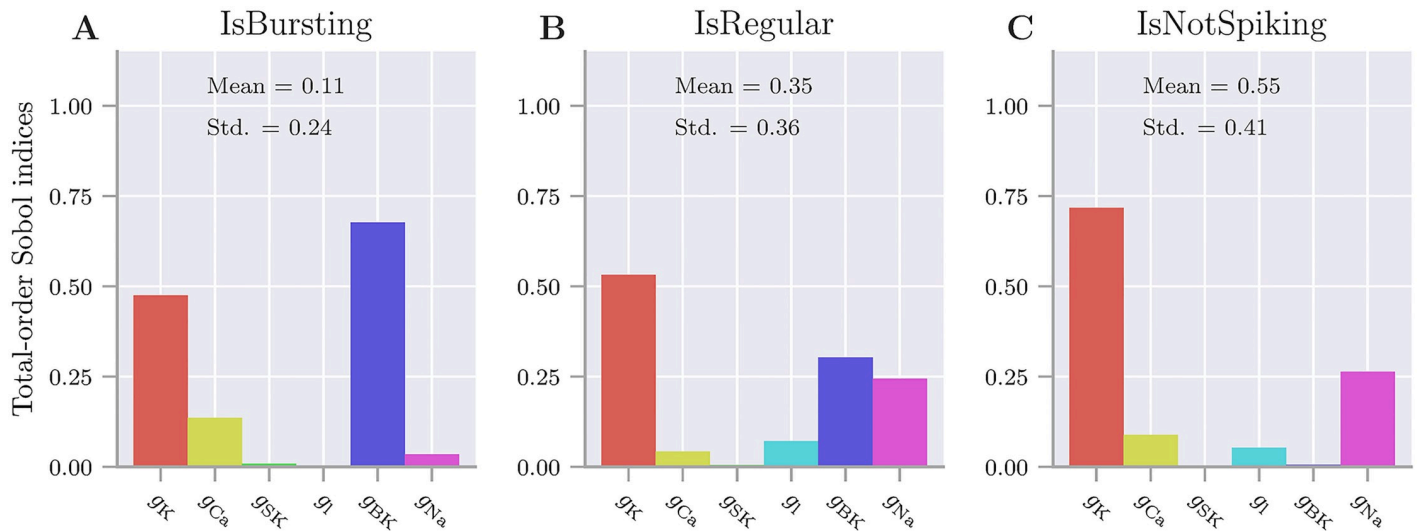 A IsBursting
Mean = 0.11
Std. = 0.24
Total-order Sobol indices
1.00
0.75
0.50
0.25
0.00
gK gCa gSK gl gBK gNa
B IsRegular
Mean = 0.35
Std. = 0.36
1.00
0.75
0.50
0.25
0.00
gK gCa gSK gl gBK gNa
C IsNotSpiking
Mean = 0.55
Std. = 0.41
1.00
0.75
0.50
0.25
0.00
gK gCa gSK gl gBK gNa